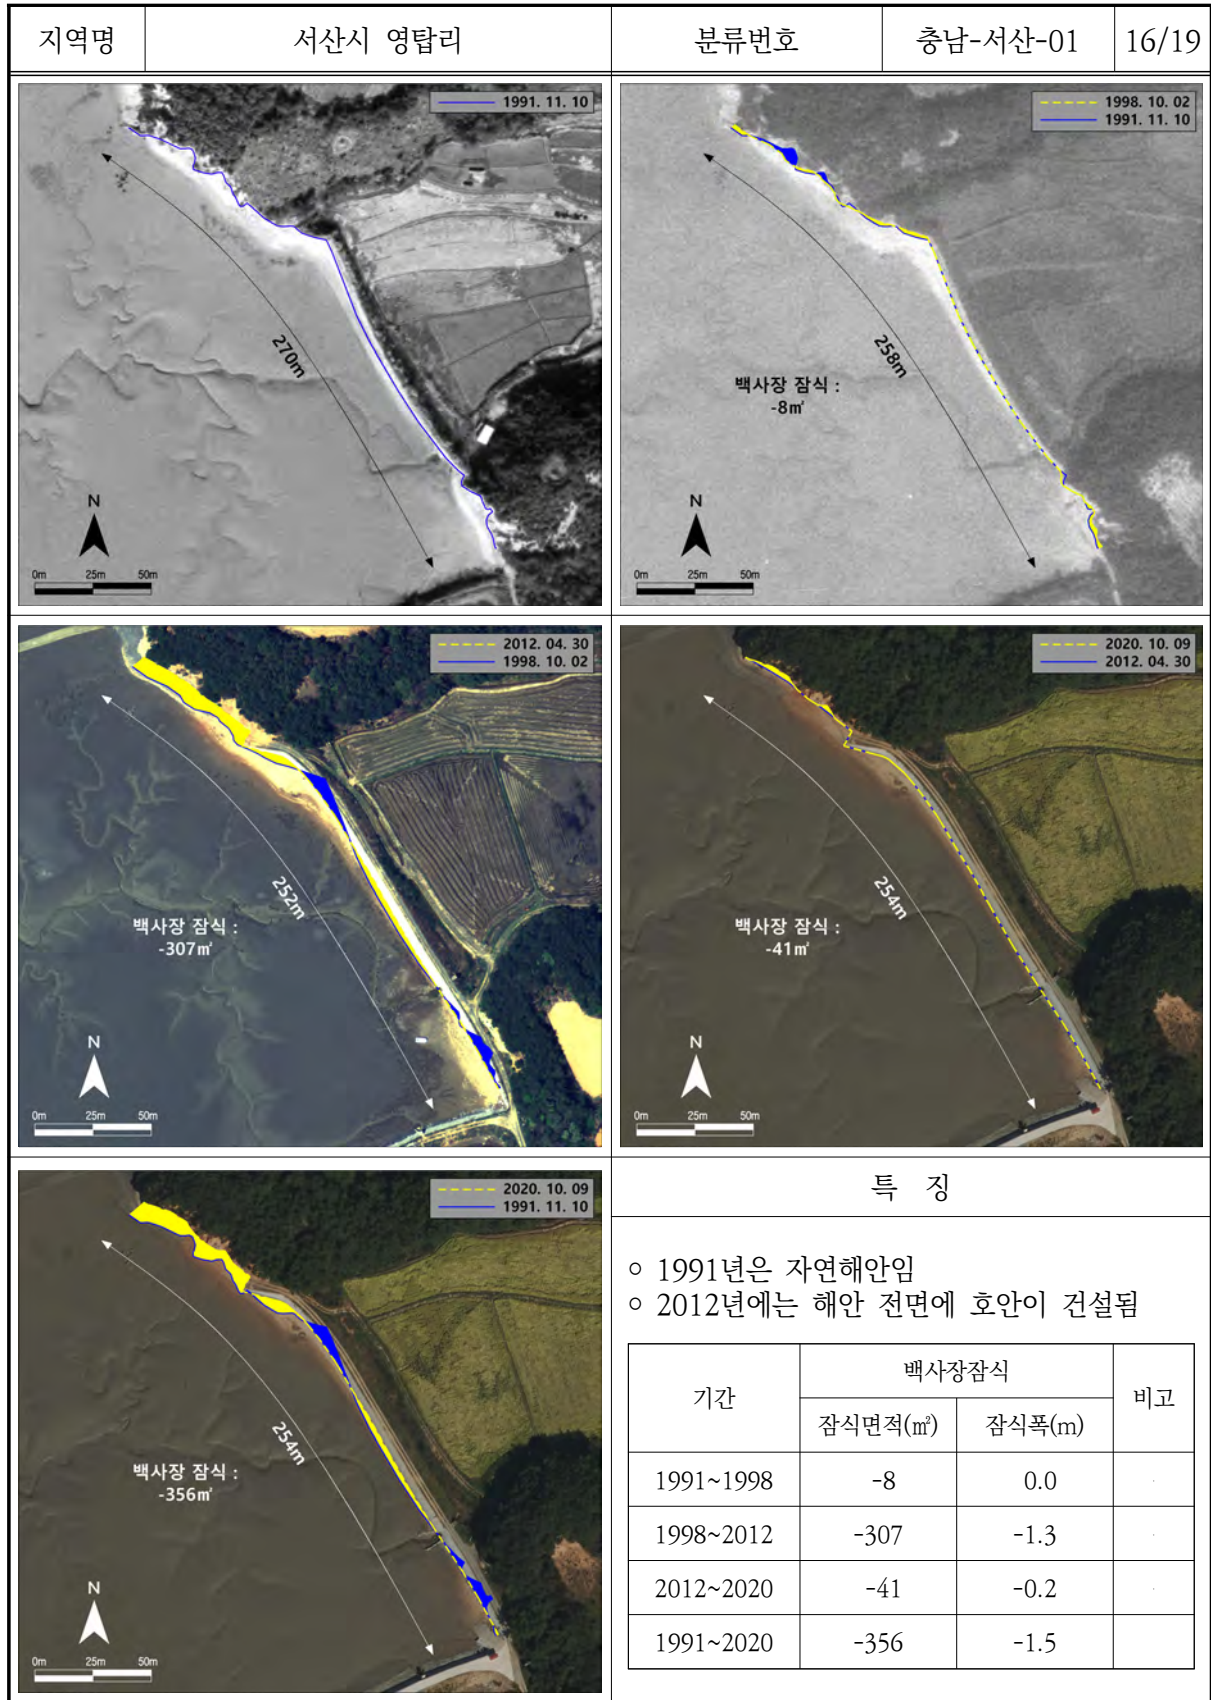 지역명 서산시 영탑리 분류번호 충남-서산-01 16/19
1991. 11. 10
270m
N
0m 25m 50m
1998. 10. 02
1991. 11. 10
258m
백사장 잠식 :
-8㎡
N
0m 25m 50m
2012. 04. 30
1998. 10. 02
252m
백사장 잠식 :
-307㎡
N
0m 25m 50m
2020. 10. 09
2012. 04. 30
254m
백사장 잠식 :
-41㎡
N
0m 25m 50m
2020. 10. 09
1991. 11. 10
254m
백사장 잠식 :
-356㎡
N
0m 25m 50m
특 징
○ 1991년은 자연해안임
○ 2012년에는 해안 전면에 호안이 건설됨
기간 백사장잠식 비고
잠식면적(㎡) 잠식폭(m)
1991~1998 -8 0.0 .
1998~2012 -307 -1.3 .
2012~2020 -41 -0.2 .
1991~2020 -356 -1.5